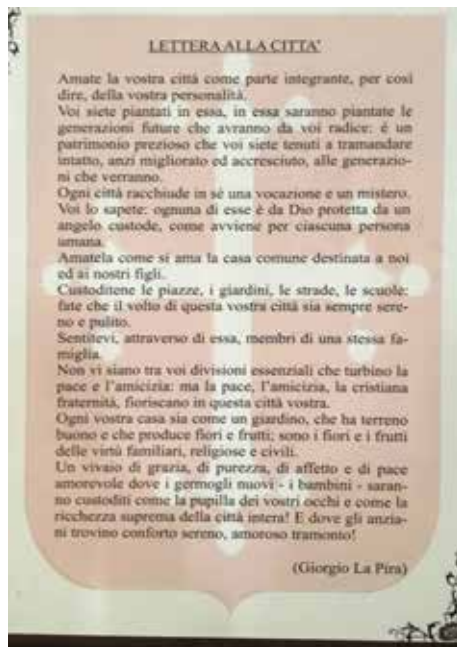 LETTERA ALLA CITTA'
Amate la vostra città come parte integrante, per così
dire, della vostra personalità.
Voi siete piantati in essa, in essa saranno piantate le
generazioni future che avranno da voi radice: é un
patrimonio prezioso che voi siete tenuti a tramandare
intatto, anzi migliorato ed accresciuto, alle generazio-
ni che verranno.
Ogni città racchiude in sé una vocazione e un mistero.
Voi lo sapete: ognuna di esse é da Dio protetta da un
angelo custode, come avviene per ciascuna persona
umana.
Amatela come si ama la casa comune destinata a noi
ed ai nostri figli.
Custoditene le piazze, i giardini, le strade, le scuole:
fate che il volto di questa vostra città sia sempre sere-
no e pulito.
Sentitevi, attraverso di essa, membri di una stessa fa-
miglia.
Non vi siano tra voi divisioni essenziali che turbino la
pace e l'amicizia: ma la pace, l'amicizia, la cristiana
fraternità, fioriscano in questa città vostra.
Ogni vostra casa sia come un giardino, che ha terreno
buono e che produce fiori e frutti; sono i fiori e i frutti
delle virtù familiari, religiose e civili.
Un vivaio di grazia, di purezza, di affetto e di pace
amorevole dove i germogli nuovi - i bambini - saran-
no custoditi come la pupilla dei vostri occhi e come la
ricchezza suprema della città intera! E dove gli anzia-
ni trovino conforto sereno, amoroso tramonto!
(Giorgio La Pira)